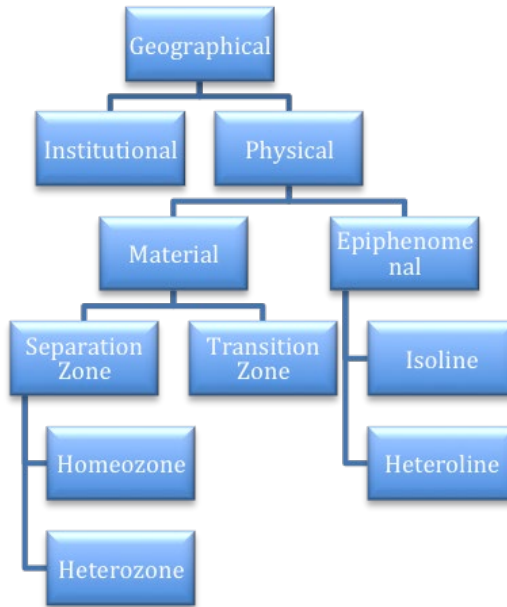 Geographical
Institutional
Physical
Material
Epiphenome
nal
Separation
Zone
Transition
Zone
Isoline
Homeozone
Heteroline
Heterozone